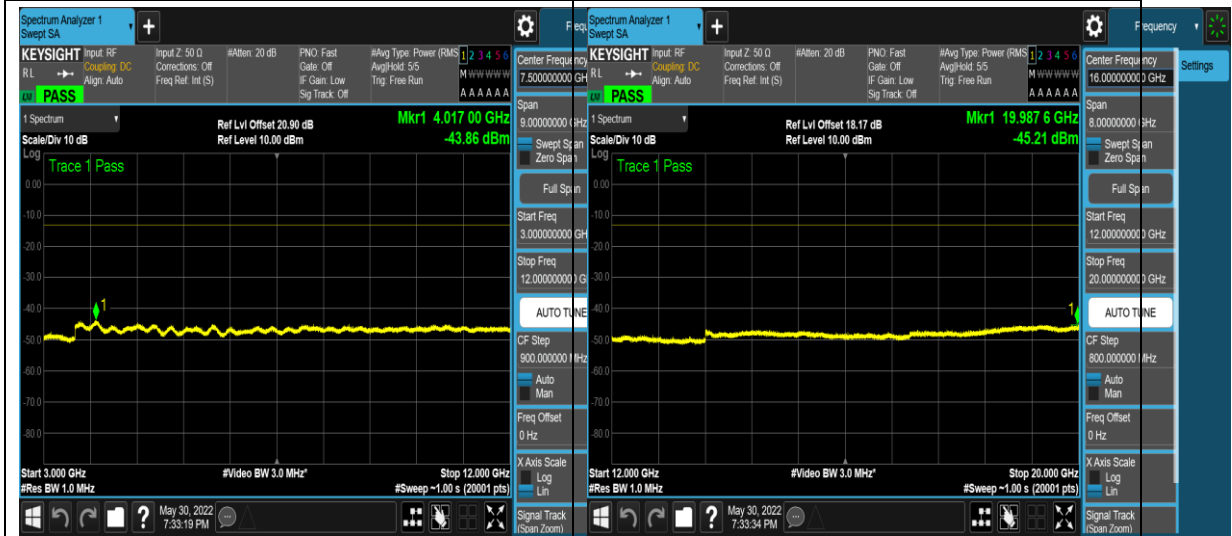 Spectrum Analyzer 1
Swept SA
+
KEYSIGHT
RL
PASS
Input: RF
Coupling: DC
Align: Auto
Input Z: 50 Ω
Corrections: Off
Freq Ref: Int (S)
#Atten: 20 dB
PNO: Fast
Gate: Off
IF Gain: Low
Sig Track: Off
#Avg Type: Power (RMS
Avg|Hold: 5/5
Trig: Free Run
1 2 3 4 5 6
M W W W W W
A A A A A A
1 Spectrum
Scale/Div 10 dB
Log
Ref Lvl Offset 20.90 dB
Ref Level 10.00 dBm
Mkr1 4.017 00 GHz
-43.86 dBm
Trace 1 Pass
0.00
-10.0
-20.0
-30.0
-40.0
-50.0
-60.0
-70.0
-80.0
1
Start 3.000 GHz
#Res BW 1.0 MHz
#Video BW 3.0 MHz*
Stop 12.000 GHz
#Sweep ~1.00 s (20001 pts)
?
May 30, 2022
7:33:19 PM
Center Frequency
7.500000000 GH
Span
9.00000000 GHz
Swept Span
Zero Span
Full Span
Start Freq
3.000000000 GH
Stop Freq
12.000000000 G
AUTO TUNE
CF Step
900.000000 MHz
Auto
Man
Freq Offset
0 Hz
X Axis Scale
Log
Lin
Signal Track
(Span Zoom)
Spectrum Analyzer 1
Swept SA
+
Frequency
KEYSIGHT
RL
PASS
Input: RF
Coupling: DC
Align: Auto
Input Z: 50 Ω
Corrections: Off
Freq Ref: Int (S)
#Atten: 20 dB
PNO: Fast
Gate: Off
IF Gain: Low
Sig Track: Off
#Avg Type: Power (RMS
Avg|Hold: 5/5
Trig: Free Run
1 2 3 4 5 6
M W W W W W
A A A A A A
1 Spectrum
Scale/Div 10 dB
Log
Ref Lvl Offset 18.17 dB
Ref Level 10.00 dBm
Mkr1 19.987 6 GHz
-45.21 dBm
Trace 1 Pass
0.00
-10.0
-20.0
-30.0
-40.0
-50.0
-60.0
-70.0
-80.0
1
Start 12.000 GHz
#Res BW 1.0 MHz
#Video BW 3.0 MHz*
Stop 20.000 GHz
#Sweep ~1.00 s (20001 pts)
?
May 30, 2022
7:33:34 PM
Center Frequency
16.000000000 GHz
Settings
Span
8.00000000 GHz
Swept Span
Zero Span
Full Span
Start Freq
12.000000000 GHz
Stop Freq
20.000000000 GHz
AUTO TUNE
CF Step
800.000000 MHz
Auto
Man
Freq Offset
0 Hz
X Axis Scale
Log
Lin
Signal Track
(Span Zoom)